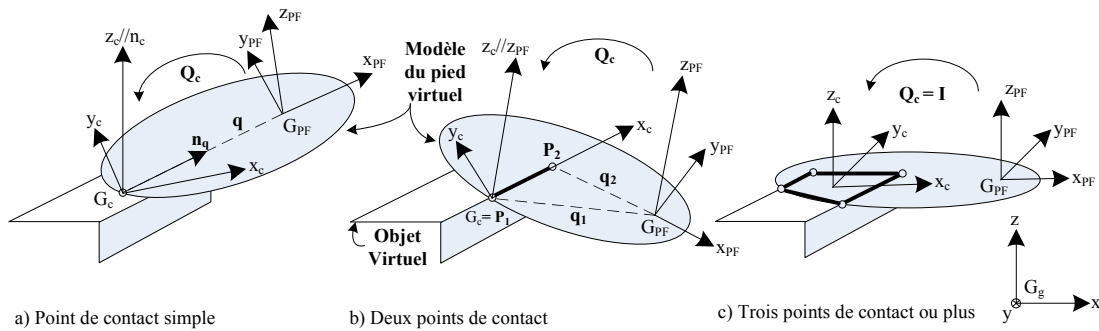 z_c//n_c
z_PF
y_PF
x_PF
Q_c
q
G_PF
y_c
n_q
x_c
G_c
a) Point de contact simple
Modèle
du pied
virtuel
z_c//z_PF
Q_c
z_PF
y_c
x_c
P_2
y_PF
q_2
G_c= P_1
q_1
G_PF
x_PF
Objet
Virtuel
b) Deux points de contact
Q_c = I
z_c
z_PF
y_c
y_PF
x_c
G_PF
x_PF
z
G_g
y
x
c) Trois points de contact ou plus